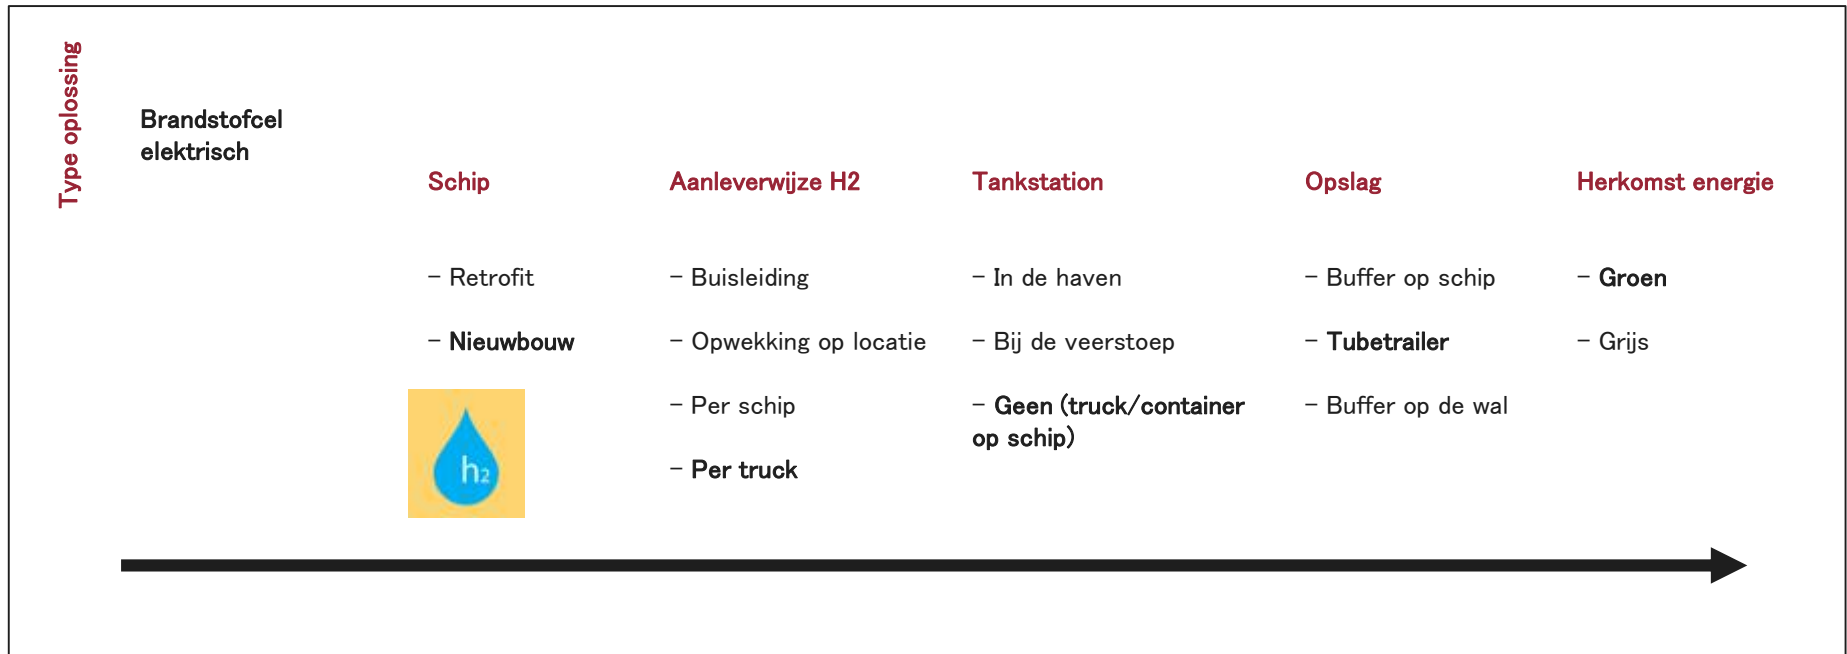 Type oplossing
Brandstofcel
elektrisch
Schip
- Retrofit
- Nieuwbouw
h2
Aanleverwijze H2
- Buisleiding
- Opwekking op locatie
- Per schip
- Per truck
Tankstation
- In de haven
- Bij de veerstoep
- Geen (truck/container
op schip)
Opslag
- Buffer op schip
- Tubetrailer
- Buffer op de wal
Herkomst energie
- Groen
- Grijs